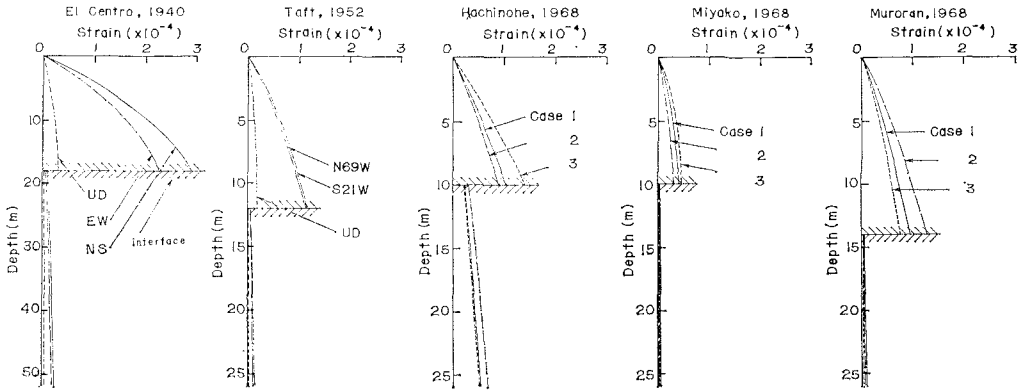 El Centro, 1940
Strain (x10⁻⁴)
0 1 2 3
10
20
30
40
50
Depth (m)
UD
EW
NS
Interface
Taft, 1952
Strain (x10⁻⁴)
0 1 2 3
5
10
15
20
25
Depth (m)
N69W
S21W
UD
Hachinohe, 1968
Strain (x10⁻⁴)
0 1 2 3
5
10
15
20
25
Depth (m)
Case 1
2
3
Miyako, 1968
Strain (x10⁻⁴)
0 1 2 3
5
10
15
20
25
Depth (m)
Case 1
2
3
Muroran, 1968
Strain (x10⁻⁴)
0 1 2 3
5
10
15
20
25
Depth (m)
Case 1
2
3